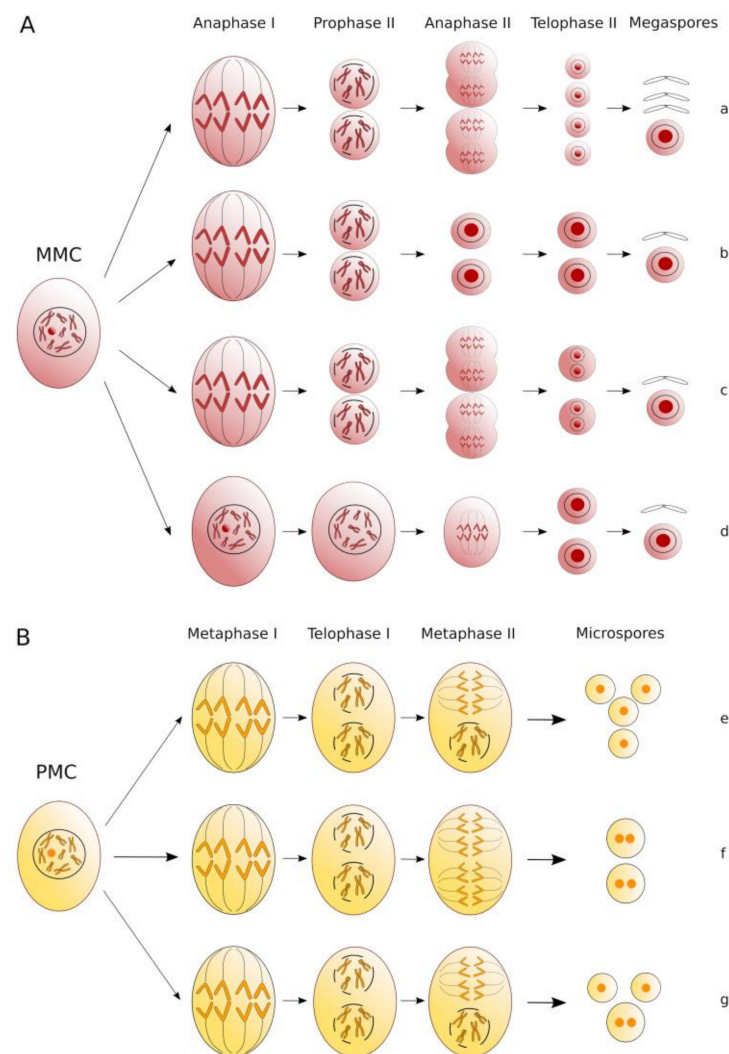 A
Anaphase I Prophase II Anaphase II Telophase II Megaspores
a
MMC
b
c
d
B
Metaphase I Telophase I Metaphase II Microspores
e
PMC
f
g